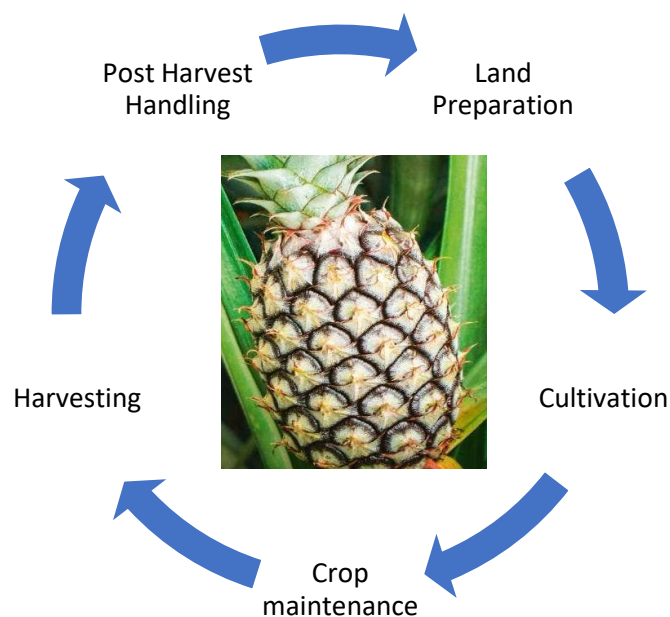 Post Harvest
Handling
Land
Preparation
Harvesting
Cultivation
Crop
maintenance